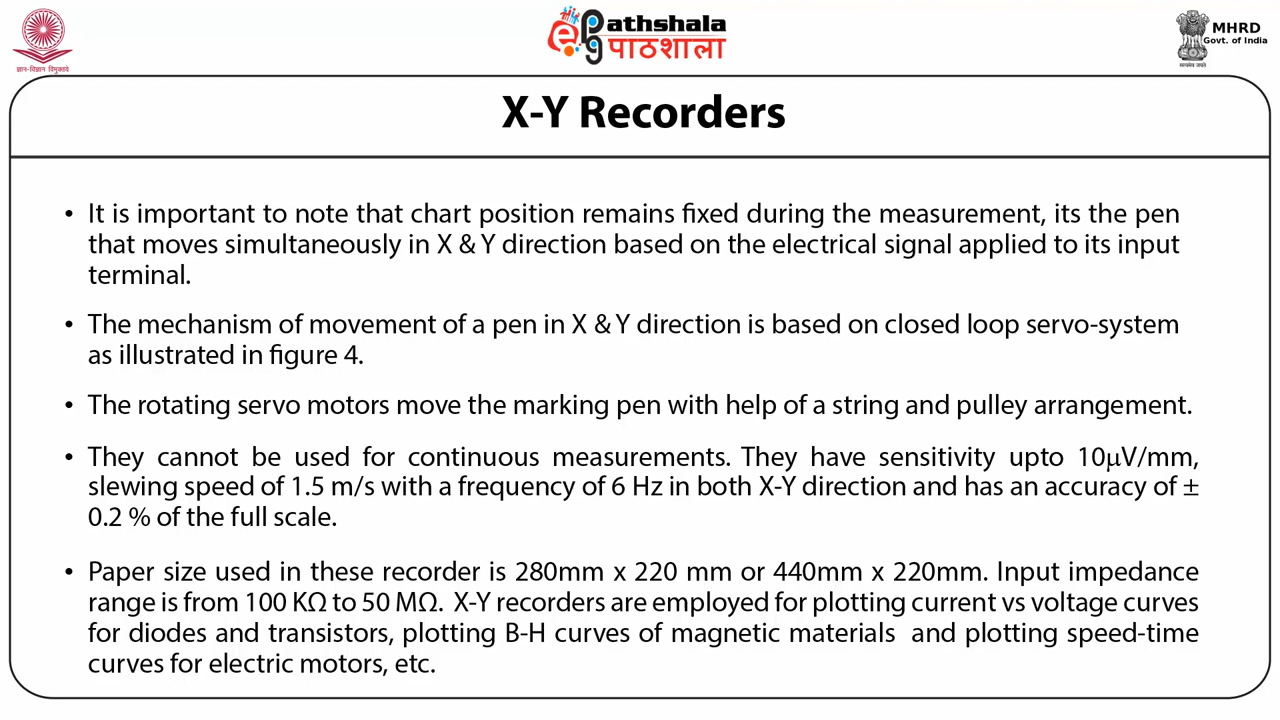 ज्ञान-विज्ञान विमुक्तये
ePathshala
पाठशाला
MHRD
Govt. of India
सत्यमेव जयते
X-Y Recorders
• It is important to note that chart position remains fixed during the measurement, its the pen
that moves simultaneously in X & Y direction based on the electrical signal applied to its input
terminal.
• The mechanism of movement of a pen in X & Y direction is based on closed loop servo-system
as illustrated in figure 4.
• The rotating servo motors move the marking pen with help of a string and pulley arrangement.
• They cannot be used for continuous measurements. They have sensitivity upto 10μV/mm,
slewing speed of 1.5 m/s with a frequency of 6 Hz in both X-Y direction and has an accuracy of ±
0.2 % of the full scale.
• Paper size used in these recorder is 280mm x 220 mm or 440mm x 220mm. Input impedance
range is from 100 KΩ to 50 MΩ. X-Y recorders are employed for plotting current vs voltage curves
for diodes and transistors, plotting B-H curves of magnetic materials and plotting speed-time
curves for electric motors, etc.